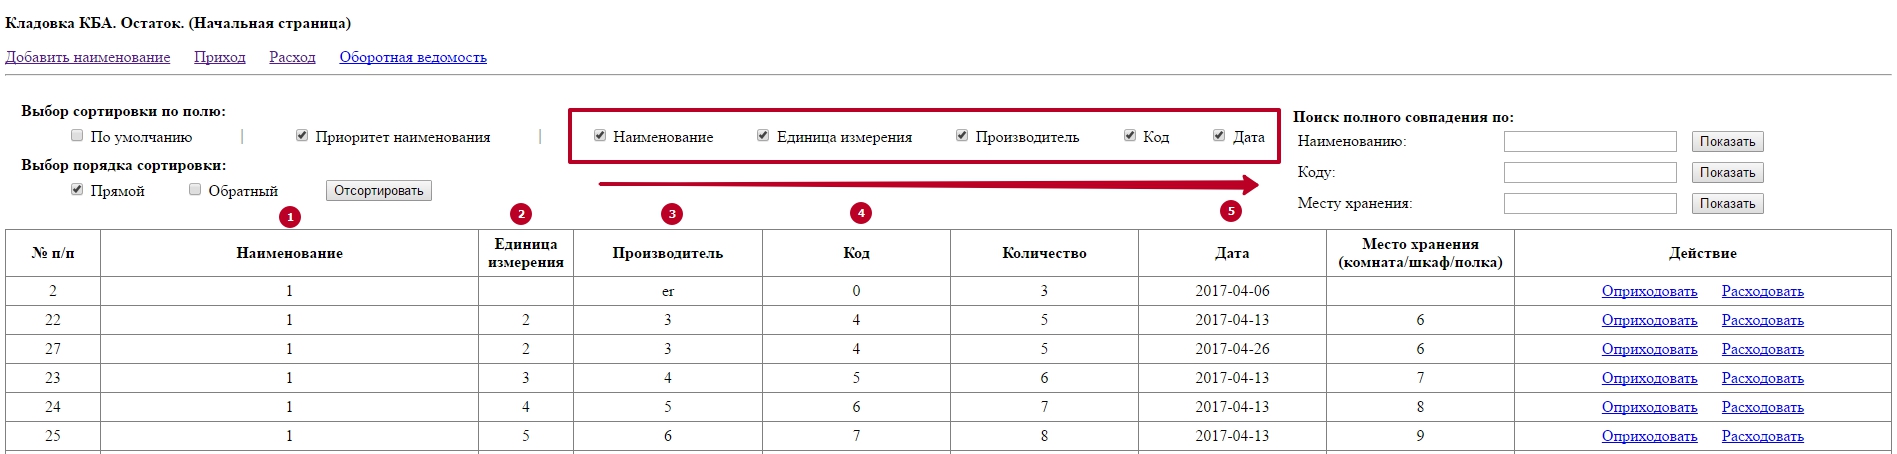 Кладовка КБА. Остаток. (Начальная страница)
Добавить наименование Приход Расход Оборотная ведомость
Выбор сортировки по полю:
По умолчанию | Приоритет наименования | Наименование Единица измерения Производитель Код Дата
Выбор порядка сортировки:
Прямой Обратный Отсортировать
Поиск полного совпадения по:
Наименованию: Показать
Коду: Показать
Месту хранения: Показать
1 2 3 4 5
№ п/п Наименование Единица измерения Производитель Код Количество Дата Место хранения (комната/шкаф/полка) Действие
2 1 er 0 3 2017-04-06 Оприходовать Расходовать
22 1 2 3 4 5 2017-04-13 6 Оприходовать Расходовать
27 1 2 3 4 5 2017-04-26 6 Оприходовать Расходовать
23 1 3 4 5 6 2017-04-13 7 Оприходовать Расходовать
24 1 4 5 6 7 2017-04-13 8 Оприходовать Расходовать
25 1 5 6 7 8 2017-04-13 9 Оприходовать Расходовать